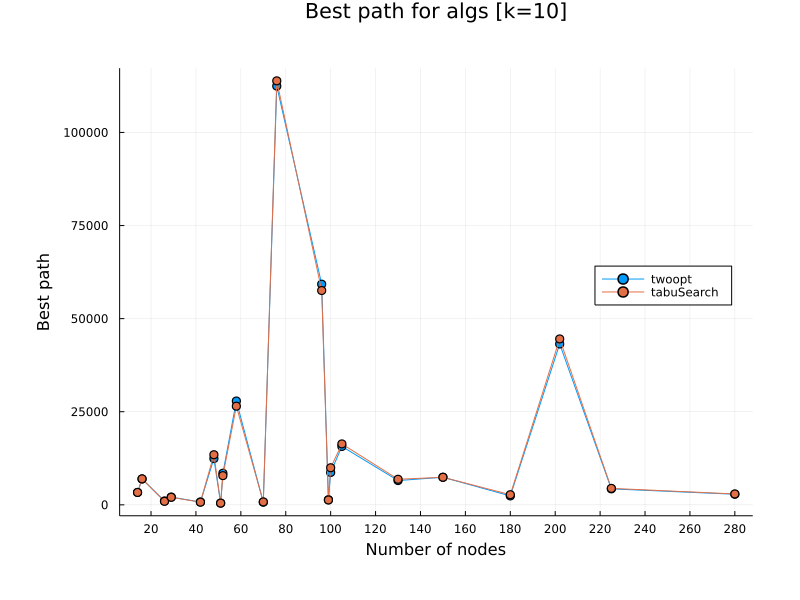 Best path for algs [k=10]
Best path
100000
75000
50000
25000
0
twoopt
tabuSearch
20 40 60 80 100 120 140 160 180 200 220 240 260 280
Number of nodes